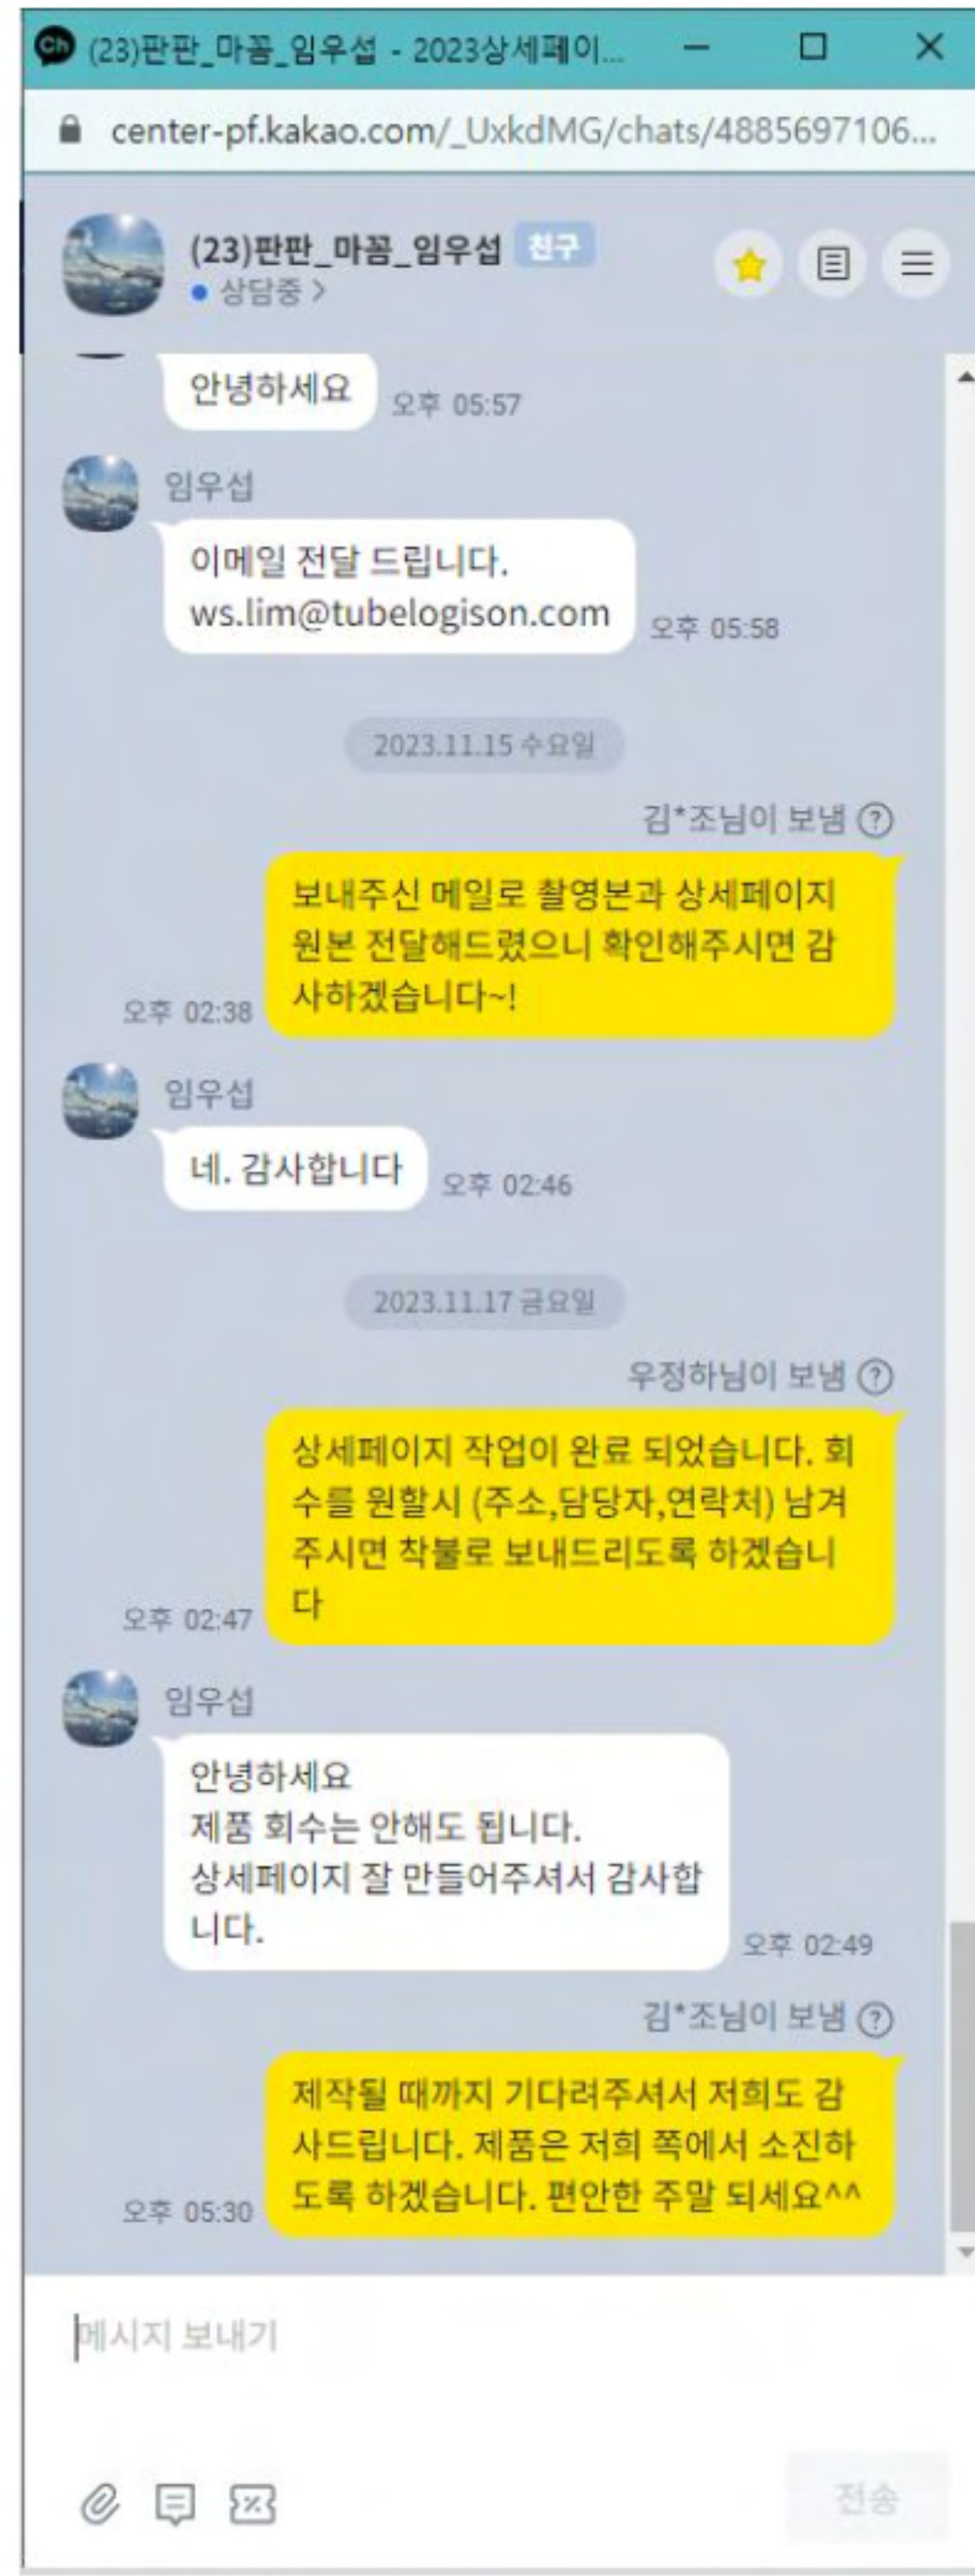 Ch (23)판판_마꼼_임우섭 - 2023상세페이...
center-pf.kakao.com/_UxkdMG/chats/4885697106...
(23)판판_마꼼_임우섭 친구
상담중 >
안녕하세요
오후 05:57
임우섭
이메일 전달 드립니다.
ws.lim@tubelogison.com
오후 05:58
2023.11.15 수요일
김*조님이 보냄 ?
보내주신 메일로 촬영본과 상세페이지
원본 전달해드렸으니 확인해주시면 감
사하겠습니다~!
오후 02:38
임우섭
네. 감사합니다
오후 02:46
2023.11.17 금요일
우정하님이 보냄 ?
상세페이지 작업이 완료 되었습니다. 회
수를 원할시 (주소,담당자,연락처) 남겨
주시면 착불로 보내드리도록 하겠습니
다
오후 02:47
임우섭
안녕하세요
제품 회수는 안해도 됩니다.
상세페이지 잘 만들어주셔서 감사합
니다.
오후 02:49
김*조님이 보냄 ?
제작될 때까지 기다려주셔서 저희도 감
사드립니다. 제품은 저희 쪽에서 소진하
도록 하겠습니다. 편안한 주말 되세요^^
오후 05:30
메시지 보내기
전송